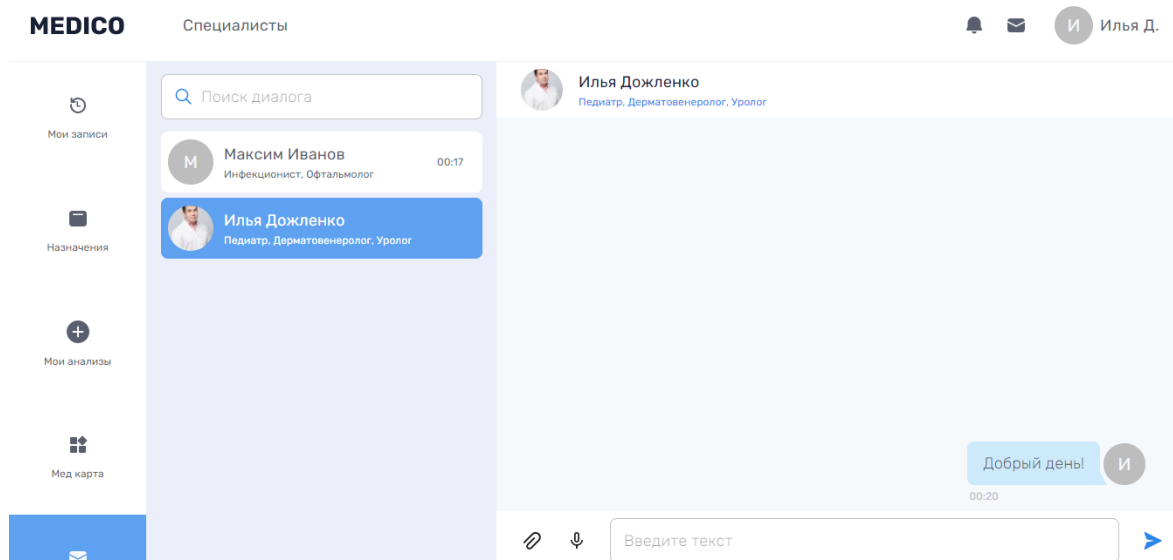 MEDICO
Специалисты
И
Илья Д.
Мои записи
Назначения
Мои анализы
Мед карта
Поиск диалога
М
Максим Иванов
00:17
Инфекционист, Офтальмолог
Илья Дожленко
Педиатр, Дерматовенеролог, Уролог
Илья Дожленко
Педиатр, Дерматовенеролог, Уролог
Добрый день!
И
00:20
Введите текст